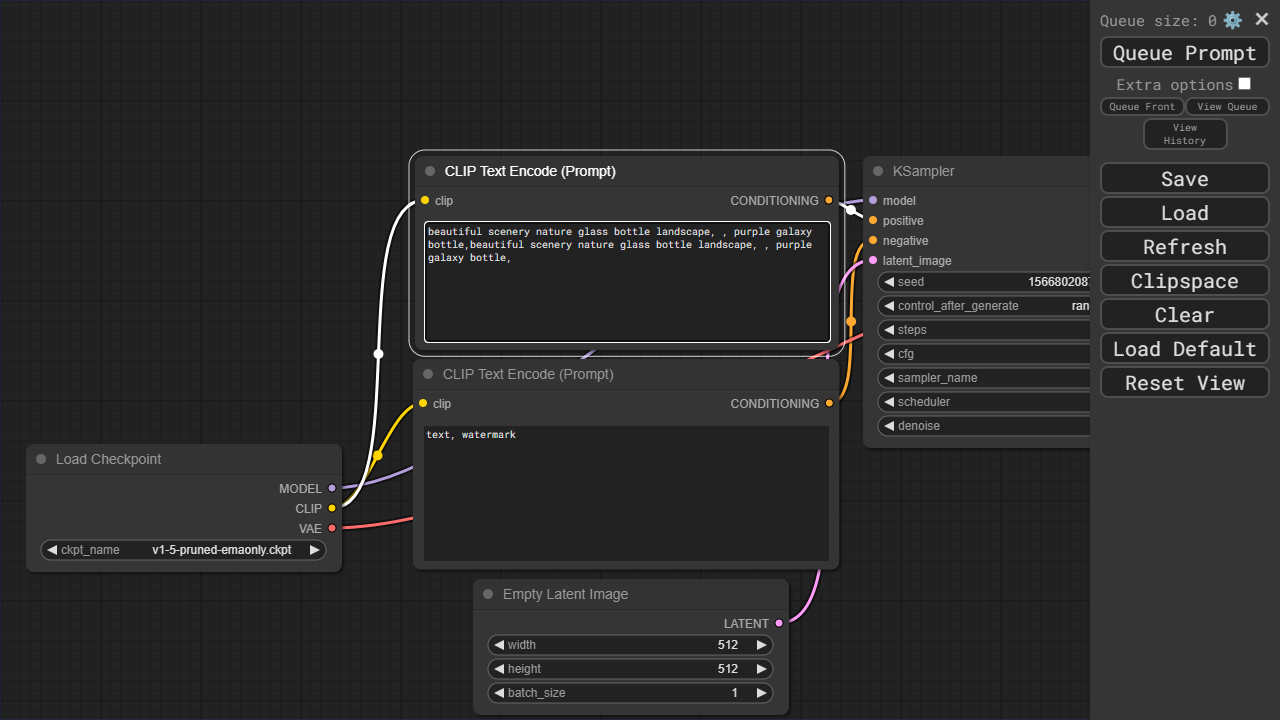 Queue size: 0
Queue Prompt
Extra options
Queue Front
View Queue
View
History
Save
Load
Refresh
Clipspace
Clear
Load Default
Reset View
CLIP Text Encode (Prompt)
clip
CONDITIONING
beautiful scenery nature glass bottle landscape, , purple galaxy
bottle,beautiful scenery nature glass bottle landscape, , purple
galaxy bottle,
KSampler
model
positive
negative
latent_image
seed
control_after_generate
steps
cfg
sampler_name
scheduler
denoise
CLIP Text Encode (Prompt)
clip
CONDITIONING
text, watermark
Load Checkpoint
MODEL
CLIP
VAE
ckpt_name v1-5-pruned-emaonly.ckpt
Empty Latent Image
LATENT
width 512
height 512
batch_size 1